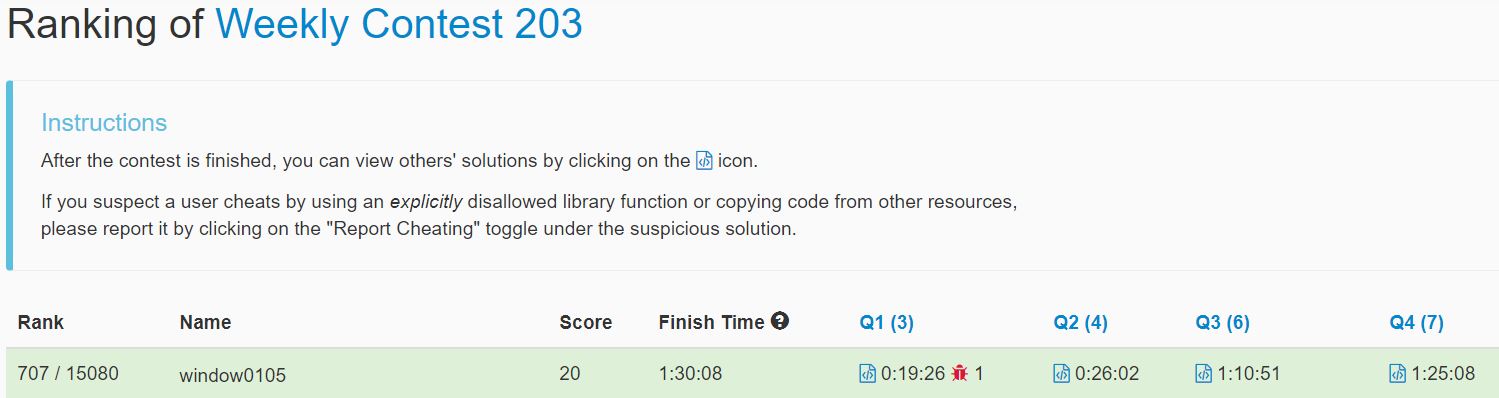 Ranking of Weekly Contest 203
Instructions
After the contest is finished, you can view others' solutions by clicking on the icon.
If you suspect a user cheats by using an explicitly disallowed library function or copying code from other resources,
please report it by clicking on the "Report Cheating" toggle under the suspicious solution.
Rank Name Score Finish Time Q1 (3) Q2 (4) Q3 (6) Q4 (7)
707 / 15080 window0105 20 1:30:08 0:19:26 1 0:26:02 1:10:51 1:25:08